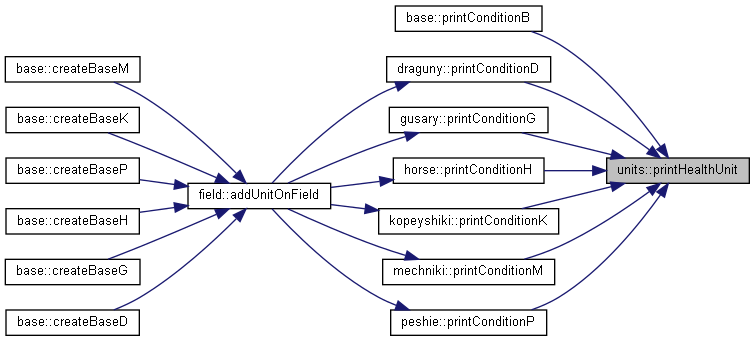 base::printConditionB
base::createBaseM
draguny::printConditionD
base::createBaseK
gusary::printConditionG
base::createBaseP
horse::printConditionH
units::printHealthUnit
field::addUnitOnField
base::createBaseH
kopeyshiki::printConditionK
base::createBaseG
mechniki::printConditionM
base::createBaseD
peshie::printConditionP